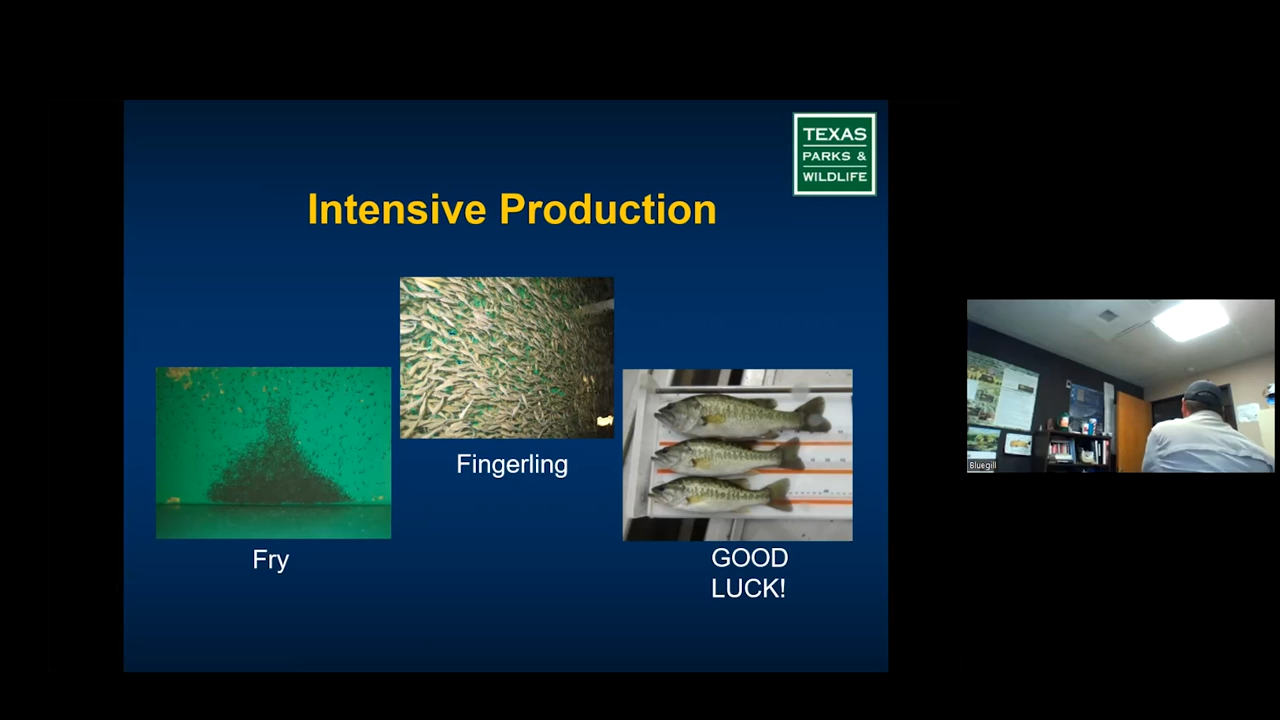 TEXAS
PARKS &
WILDLIFE
Intensive Production
Fingerling
Fry
GOOD
LUCK!
Bluegill